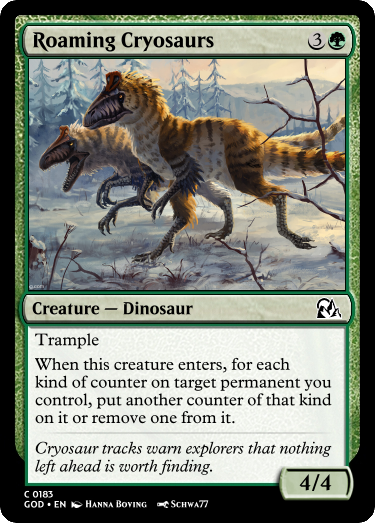 Roaming Cryosaurs 3
Creature — Dinosaur
Trample
When this creature enters, for each
kind of counter on target permanent you
control, put another counter of that kind
on it or remove one from it.
Cryosaur tracks warn explorers that nothing
left ahead is worth finding.
4/4
C 0183
GOD • EN Hanna Boving Schwa77